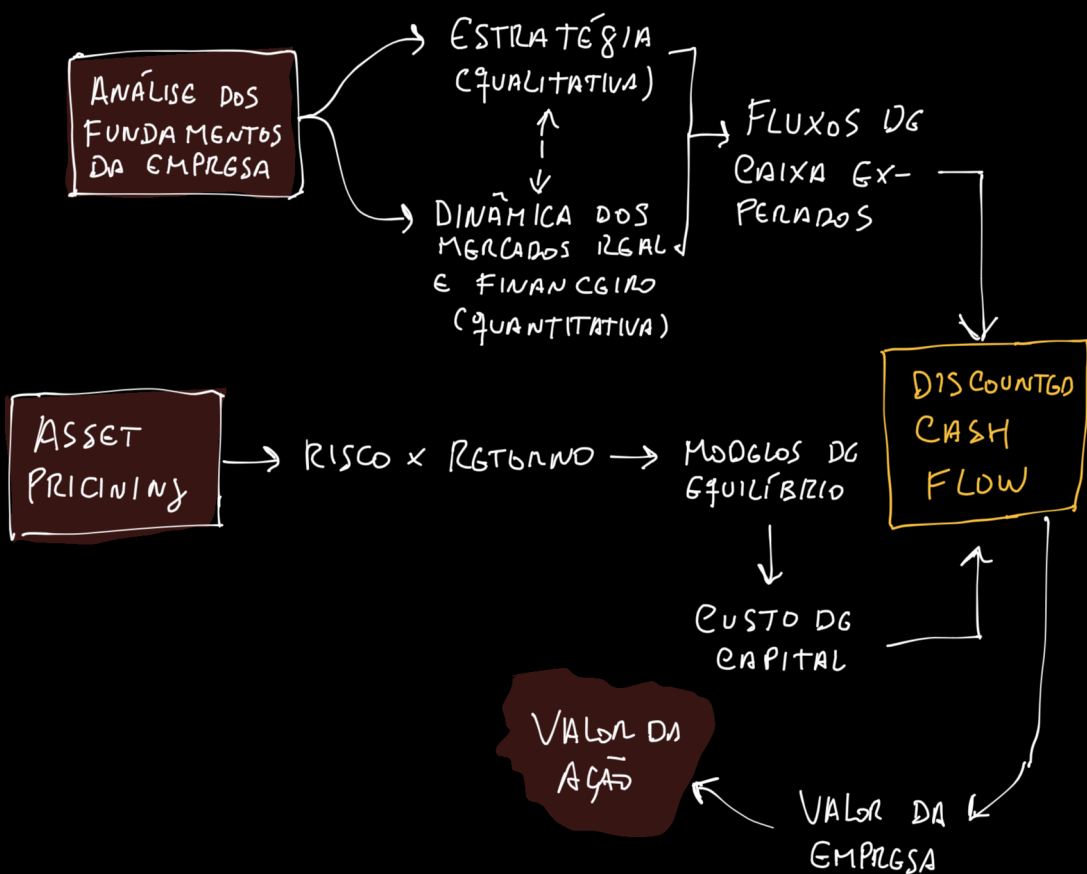 ANÁLISE DOS
FUNDAMENTOS
DA EMPRESA
ESTRATÉGIA
(QUALITATIVA)
DINÂMICA DOS
MERCADOS REAL
E FINANCEIRO
(QUANTITATIVA)
FLUXOS DE
CAIXA EX-
PERADOS
DISCOUNTED
CASH
FLOW
ASSET
PRICINING
RISCO x RETORNO
MODELOS DE
EQUILÍBRIO
CUSTO DE
CAPITAL
VALOR DA
EMPRESA
VALOR DA
AÇÃO